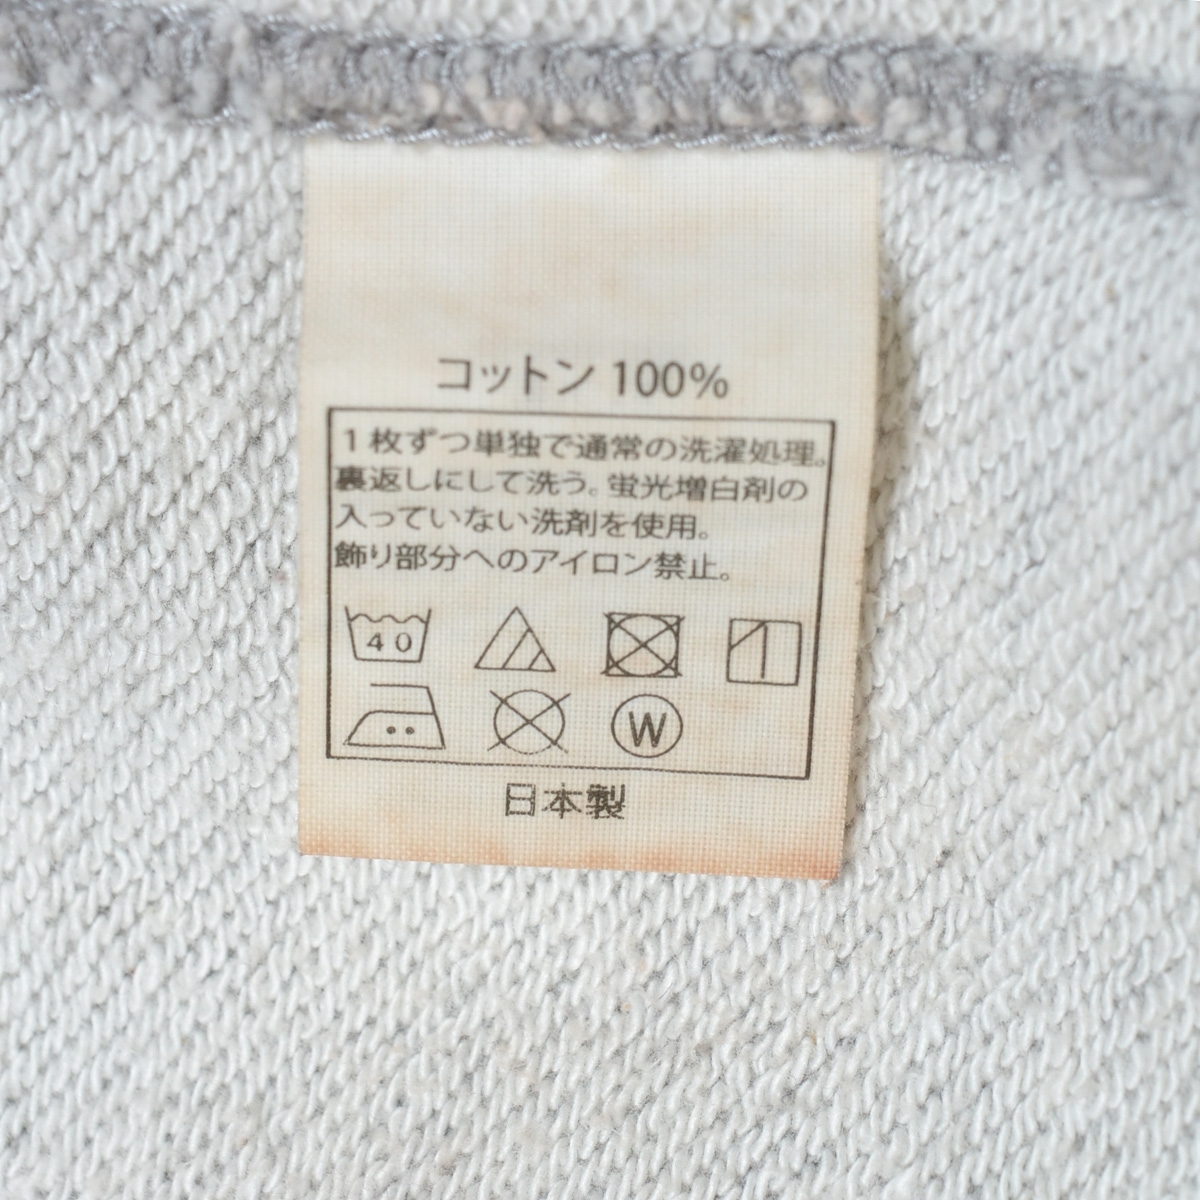 コットン 100%
1枚ずつ単独で通常の洗濯処理。
裏返しにして洗う。蛍光増白剤の
入っていない洗剤を使用。
飾り部分へのアイロン禁止。
40
W
日本製